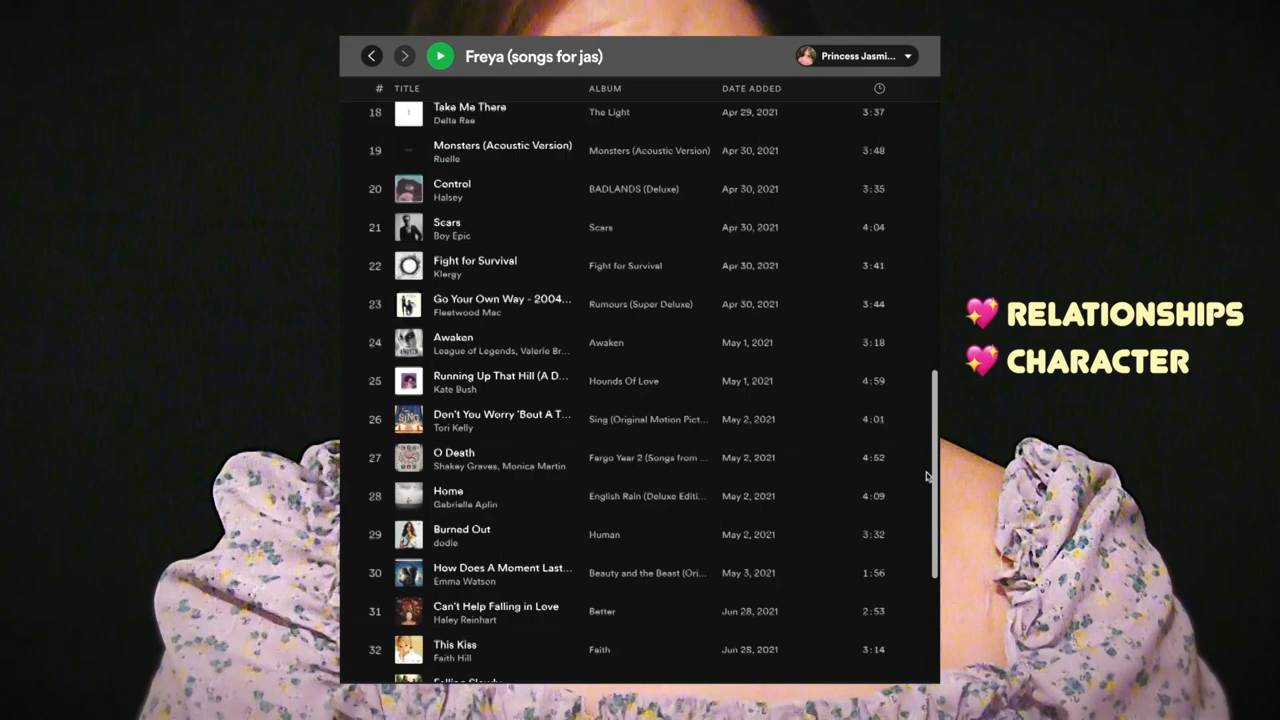 Freya (songs for jas)
Princess Jasmi...
# TITLE ALBUM DATE ADDED
18 Take Me There The Light Apr 29, 2021 3:37
Delta Rae
19 Monsters (Acoustic Version) Monsters (Acoustic Version) Apr 30, 2021 3:48
Ruelle
20 Control BADLANDS (Deluxe) Apr 30, 2021 3:35
Halsey
21 Scars Scars Apr 30, 2021 4:04
Boy Epic
22 Fight for Survival Fight for Survival Apr 30, 2021 3:41
Klergy
23 Go Your Own Way - 2004... Rumours (Super Deluxe) Apr 30, 2021 3:44
Fleetwood Mac
24 Awaken Awaken May 1, 2021 3:18
League of Legends, Valerie Br...
25 Running Up That Hill (A D... Hounds Of Love May 1, 2021 4:59
Kate Bush
26 Don't You Worry 'Bout A T... Sing (Original Motion Pict... May 2, 2021 4:01
Tori Kelly
27 O Death Fargo Year 2 (Songs from ... May 2, 2021 4:52
Shakey Graves, Monica Martin
28 Home English Rain (Deluxe Editi... May 2, 2021 4:09
Gabrielle Aplin
29 Burned Out Human May 2, 2021 3:32
dodie
30 How Does A Moment Last... Beauty and the Beast (Ori... May 3, 2021 1:56
Emma Watson
31 Can't Help Falling in Love Better Jun 28, 2021 2:53
Haley Reinhart
32 This Kiss Faith Jun 28, 2021 3:14
Faith Hill
Falling Slowly
💖 RELATIONSHIPS
💖 CHARACTER